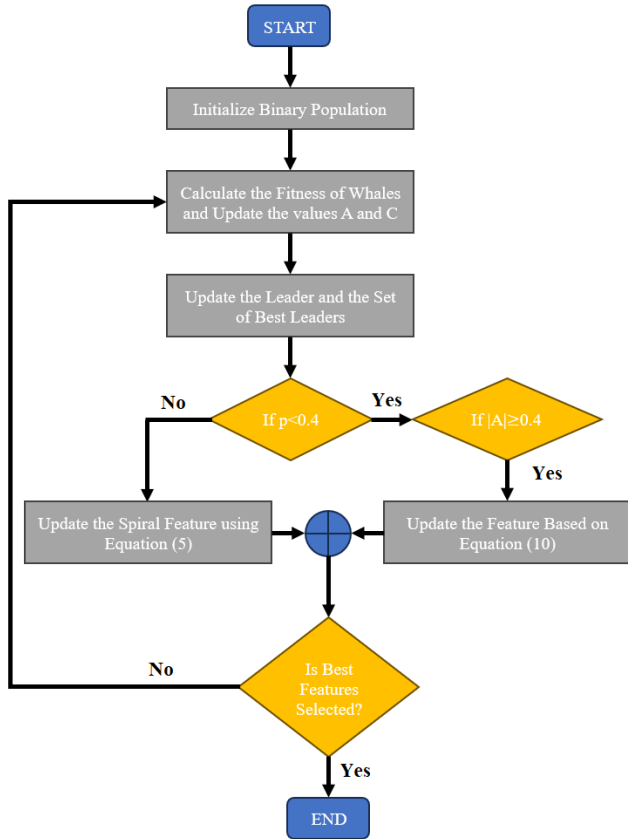 START
Initialize Binary Population
Calculate the Fitness of Whales
and Update the values A and C
Update the Leader and the Set
of Best Leaders
No
Yes
If p<0.4
If |A|≥0.4
Yes
Update the Spiral Feature using
Equation (5)
Update the Feature Based on
Equation (10)
No
Is Best
Features
Selected?
Yes
END